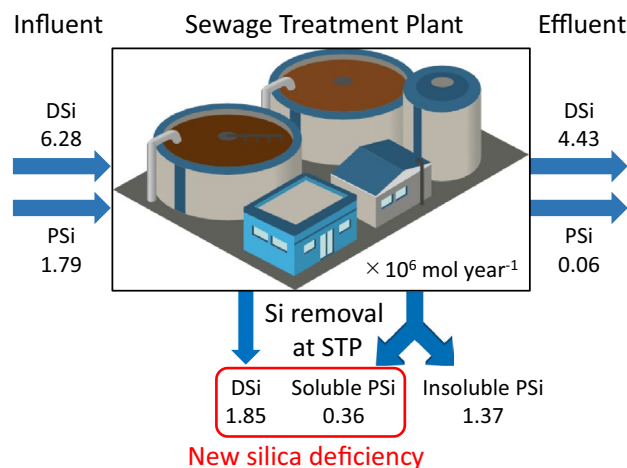 Influent Sewage Treatment Plant Effluent
DSi
6.28
DSi
4.43
PSi
1.79
PSi
0.06
× 10⁶ mol year⁻¹
Si removal
at STP
DSi Soluble PSi Insoluble PSi
1.85 0.36 1.37
New silica deficiency